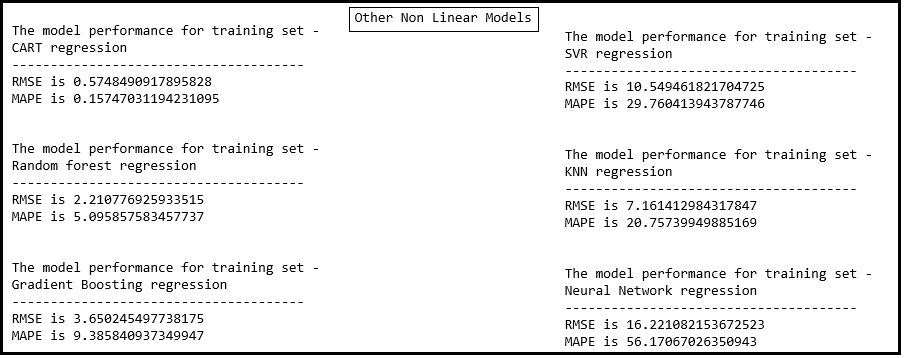 Other Non Linear Models
The model performance for training set -
CART regression
-------------------------------------
RMSE is 0.5748490917895828
MAPE is 0.15747031194231095
The model performance for training set -
Random forest regression
-------------------------------------
RMSE is 2.210776925933515
MAPE is 5.095857583457737
The model performance for training set -
Gradient Boosting regression
-------------------------------------
RMSE is 3.650245497738175
MAPE is 9.385840937349947
The model performance for training set -
SVR regression
-------------------------------------
RMSE is 10.549461821704725
MAPE is 29.760413943787746
The model performance for training set -
KNN regression
-------------------------------------
RMSE is 7.161412984317847
MAPE is 20.75739949885169
The model performance for training set -
Neural Network regression
-------------------------------------
RMSE is 16.221082153672523
MAPE is 56.17067026350943